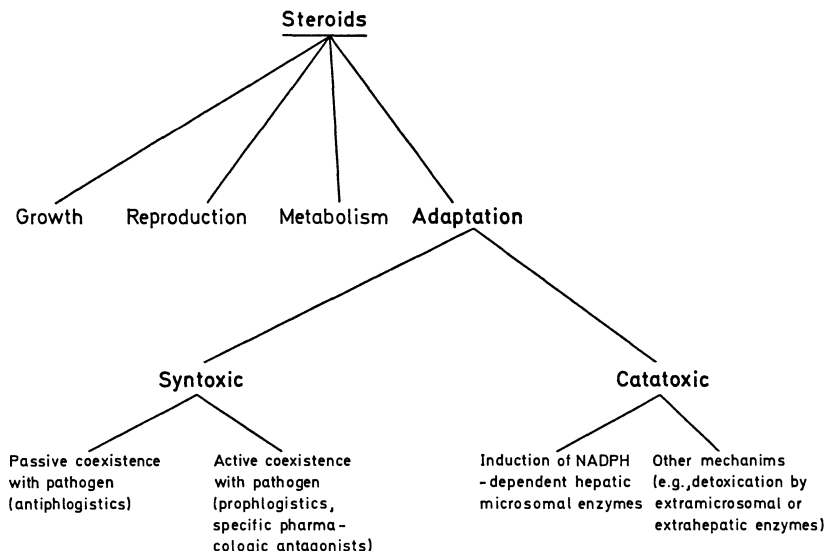 Steroids
Growth Reproduction Metabolism Adaptation
Syntoxic Catatoxic
Passive coexistence
with pathogen
(antiphlogistics)
Active coexistence
with pathogen
(prophlogistics,
specific pharma-
cologic antagonists)
Induction of NADPH
-dependent hepatic
microsomal enzymes
Other mechanims
(e.g.,detoxication by
extramicrosomal or
extrahepatic enzymes)